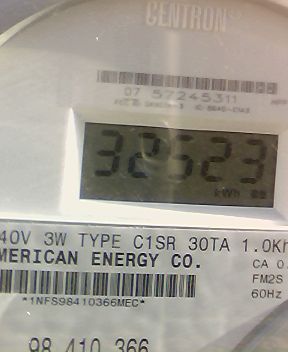 CENTRON
07 57245311
32523
kWh
40V 3W TYPE C1SR 30TA 1.0Kh
MERICAN ENERGY CO.
CA 0.
FM2S
60Hz
*1NFS98410366MEC*
98 410 366